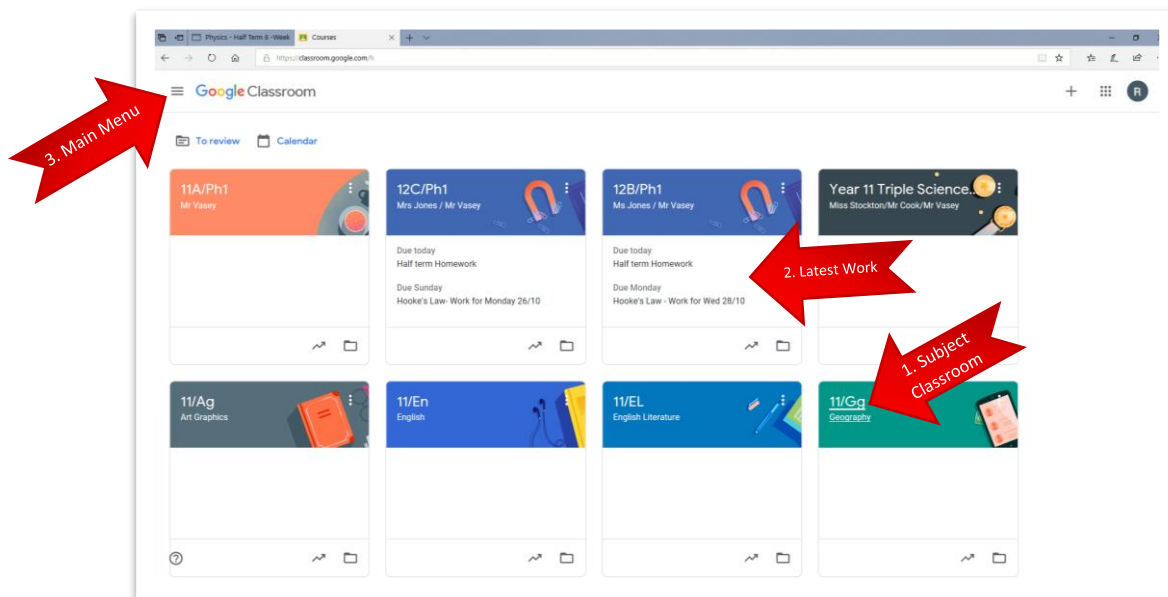 Physics - Half Term 6 -Week
Courses
https://classroom.google.com/h
Google Classroom
R
3. Main Menu
To review
Calendar
11A/Ph1
Mr Vasey
12C/Ph1
Mrs Jones / Mr Vasey
Due today
Half term Homework
Due Sunday
Hooke's Law- Work for Monday 26/10
12B/Ph1
Ms Jones / Mr Vasey
Due today
Half term Homework
Due Monday
Hooke's Law - Work for Wed 28/10
Year 11 Triple Science...
Miss Stockton/Mr Cook/Mr Vasey
2. Latest Work
1. Subject
Classroom
11/Ag
Art Graphics
11/En
English
11/EL
English Literature
11/Gg
Geography